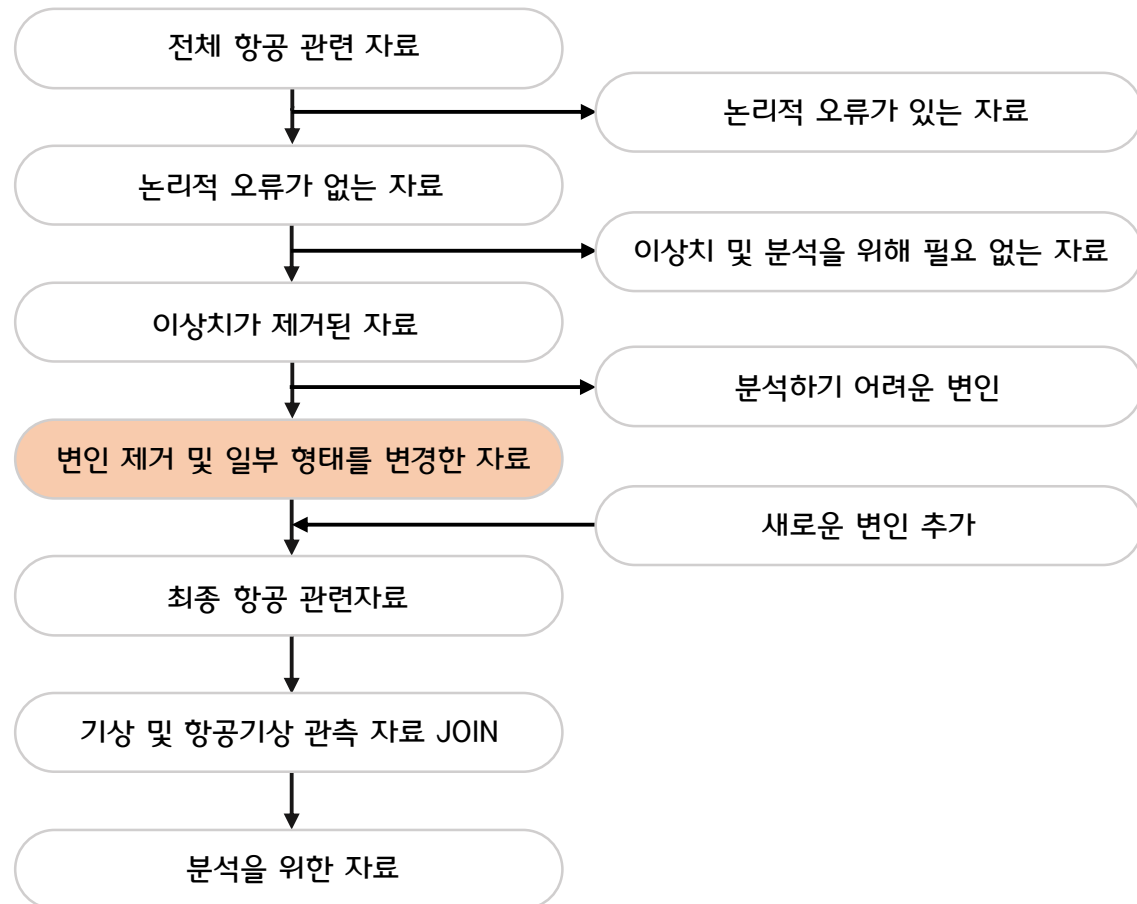 전체 항공 관련 자료
논리적 오류가 있는 자료
논리적 오류가 없는 자료
이상치 및 분석을 위해 필요 없는 자료
이상치가 제거된 자료
분석하기 어려운 변인
변인 제거 및 일부 형태를 변경한 자료
새로운 변인 추가
최종 항공 관련자료
기상 및 항공기상 관측 자료 JOIN
분석을 위한 자료